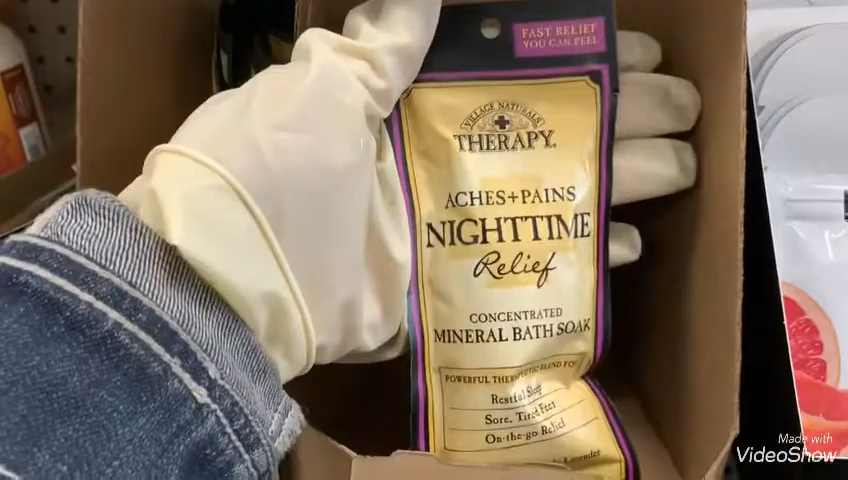 FAST RELIEF
YOU CAN FEEL
VILLAGE NATURALS
THERAPY.
ACHES+PAINS
NIGHTTIME
Relief
CONCENTRATED
MINERAL BATH SOAK
POWERFUL THERAPEUTIC BLEND FOR
Restful Sleep
Sore, Tired Feet
On-the-go Relief
Lavender
Made with
VideoShow